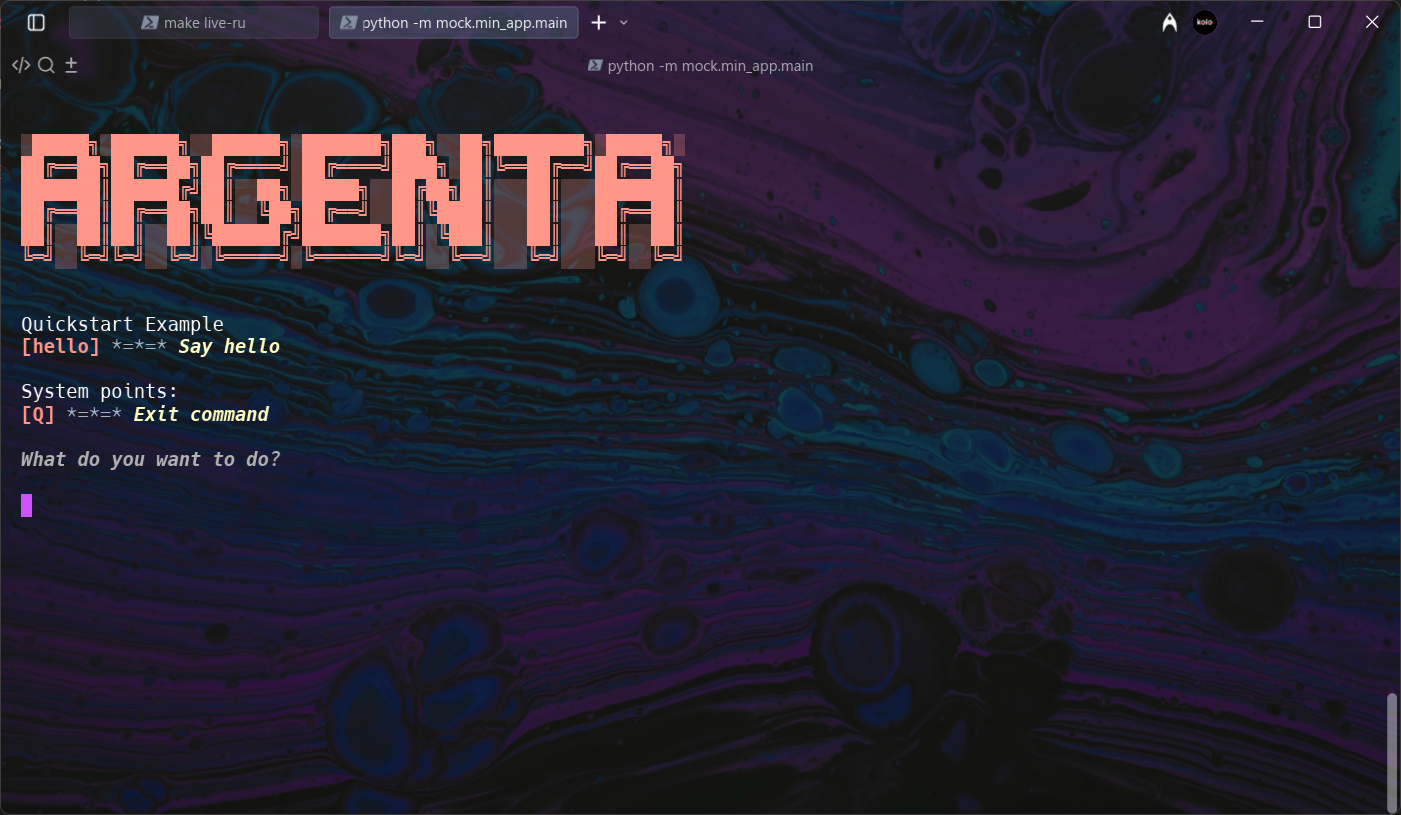 make live-ru
python -m mock.min_app.main
kolo
python -m mock.min_app.main
ARGENTA
Quickstart Example
[hello] *=*=* Say hello
System points:
[Q] *=*=* Exit command
What do you want to do?